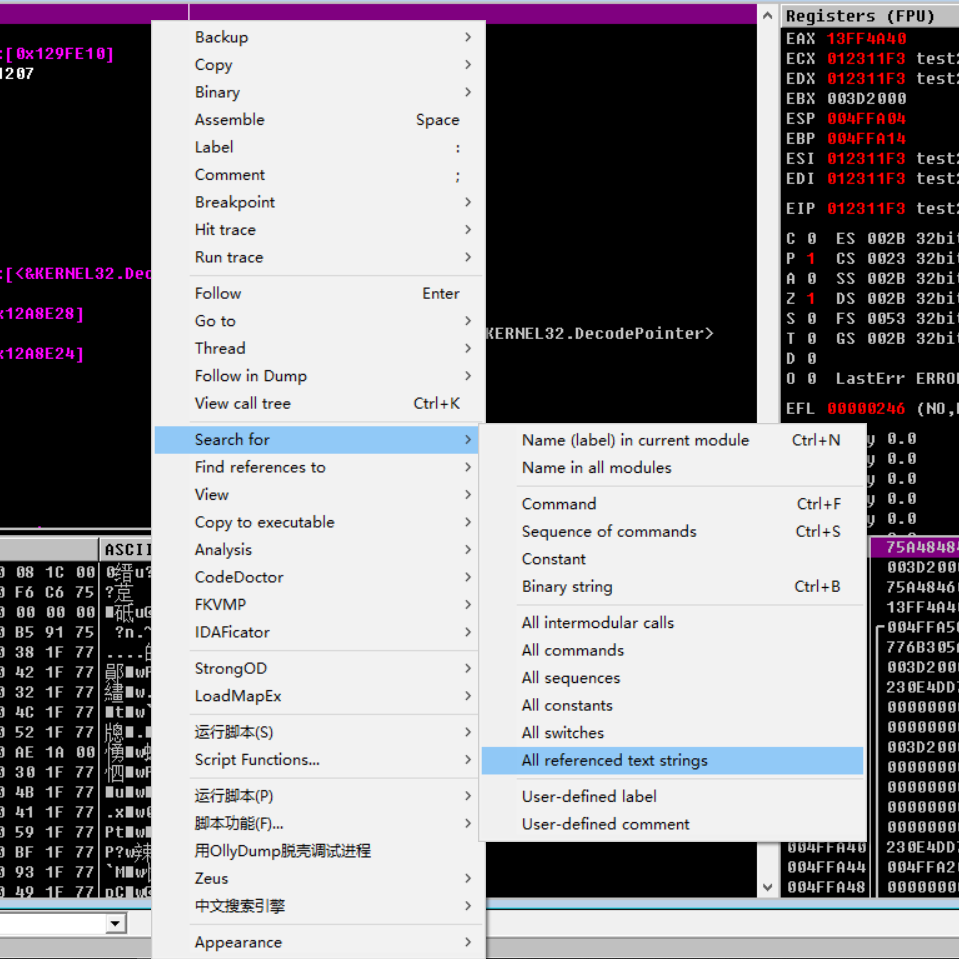 Registers (FPU)
EAX 13FF4A40
ECX 012311F3 test2
EDX 012311F3 test2
EBX 003D2000
ESP 004FFA04
EBP 004FFA14
ESI 012311F3 test2
EDI 012311F3 test2
EIP 012311F3 test2
C 0 ES 002B 32bit
P 1 CS 0023 32bit
A 0 SS 002B 32bit
Z 1 DS 002B 32bit
S 0 FS 0053 32bit
T 0 GS 002B 32bit
D 0
O 0 LastErr ERRO
EFL 00000246 (NO,
y 0.0
y 0.0
y 0.0
y 0.0
y 0.0
:[0x129FE10]
1207
:[<&KERNEL32.Dec
x12A8E28]
x12A8E24]
KERNEL32.DecodePointer>
Backup
Copy
Binary
Assemble Space
Label :
Comment ;
Breakpoint
Hit trace
Run trace
Follow Enter
Go to
Thread
Follow in Dump
View call tree Ctrl+K
Search for
Find references to
View
Copy to executable
Analysis
CodeDoctor
FKVMP
IDAFicator
StrongOD
LoadMapEx
运行脚本(S)
Script Functions...
运行脚本(P)
脚本功能(F)...
用OllyDump脱壳调试进程
Zeus
中文搜索引擎
Appearance
Name (label) in current module Ctrl+N
Name in all modules
Command Ctrl+F
Sequence of commands Ctrl+S
Constant
Binary string Ctrl+B
All intermodular calls
All commands
All sequences
All constants
All switches
All referenced text strings
User-defined label
User-defined comment
ASCII
0 08 1C 00
0 F6 C6 75
0 00 00 00
0 B5 91 75
0 38 1F 77
0 42 1F 77
0 32 1F 77
0 4C 1F 77
0 52 1F 77
0 AE 1A 00
0 30 1F 77
0 4B 1F 77
0 41 1F 77
0 59 1F 77
0 BF 1F 77
0 93 1F 77
0 49 1F 77
75A48484
003D200
75A4846
13FF4A4
004FFA5
776B305
003D200
230E4DD7
0000000
0000000
003D200
0000000
0000000
0000000
0000000
004FFA40 230E4DD7
004FFA44 004FFA2
004FFA48 0000000